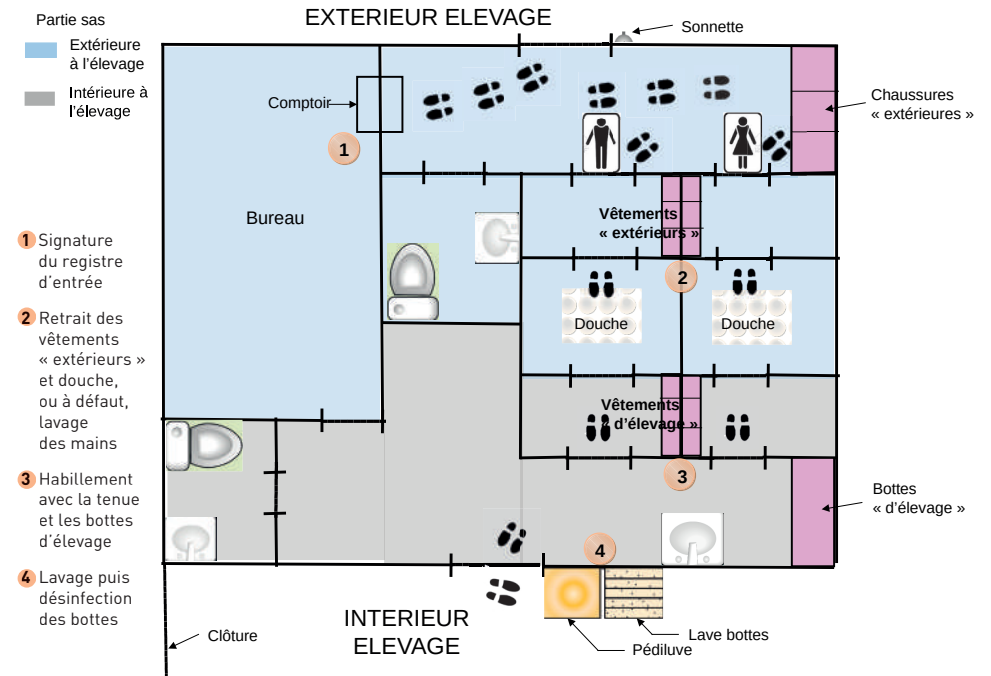 EXTERIEUR ELEVAGE
Partie sas
Extérieure
à l'élevage
Intérieure à
l'élevage
Sonnette
Comptoir
Chaussures
« extérieures »
1
Bureau
Vêtements
« extérieurs »
2
Douche
Douche
Vêtements
« d'élevage »
3
Bottes
« d'élevage »
4
1 Signature
du registre
d'entrée
2 Retrait des
vêtements
« extérieurs »
et douche,
ou à défaut,
lavage
des mains
3 Habillement
avec la tenue
et les bottes
d'élevage
4 Lavage puis
désinfection
des bottes
Clôture
INTERIEUR
ELEVAGE
Lave bottes
Pédiluve